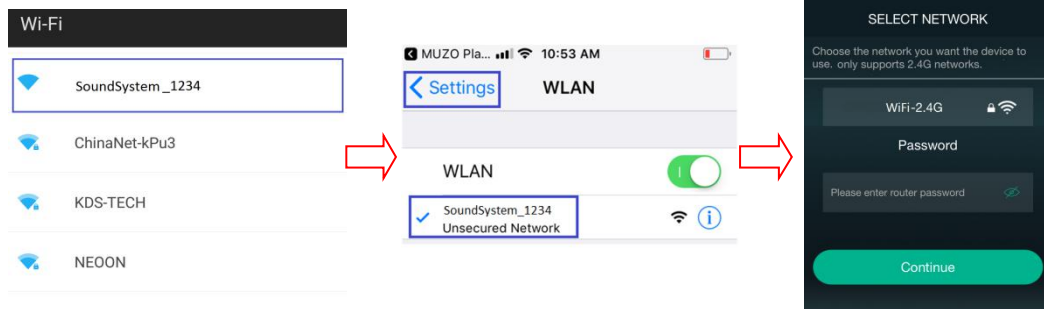 Wi-Fi
SoundSystem_1234
ChinaNet-kPu3
KDS-TECH
NEOON
MUZO Pla... 10:53 AM
Settings WLAN
WLAN
SoundSystem_1234
Unsecured Network
SELECT NETWORK
Choose the network you want the device to
use. only supports 2.4G networks.
WiFi-2.4G
Password
Please enter router password
Continue